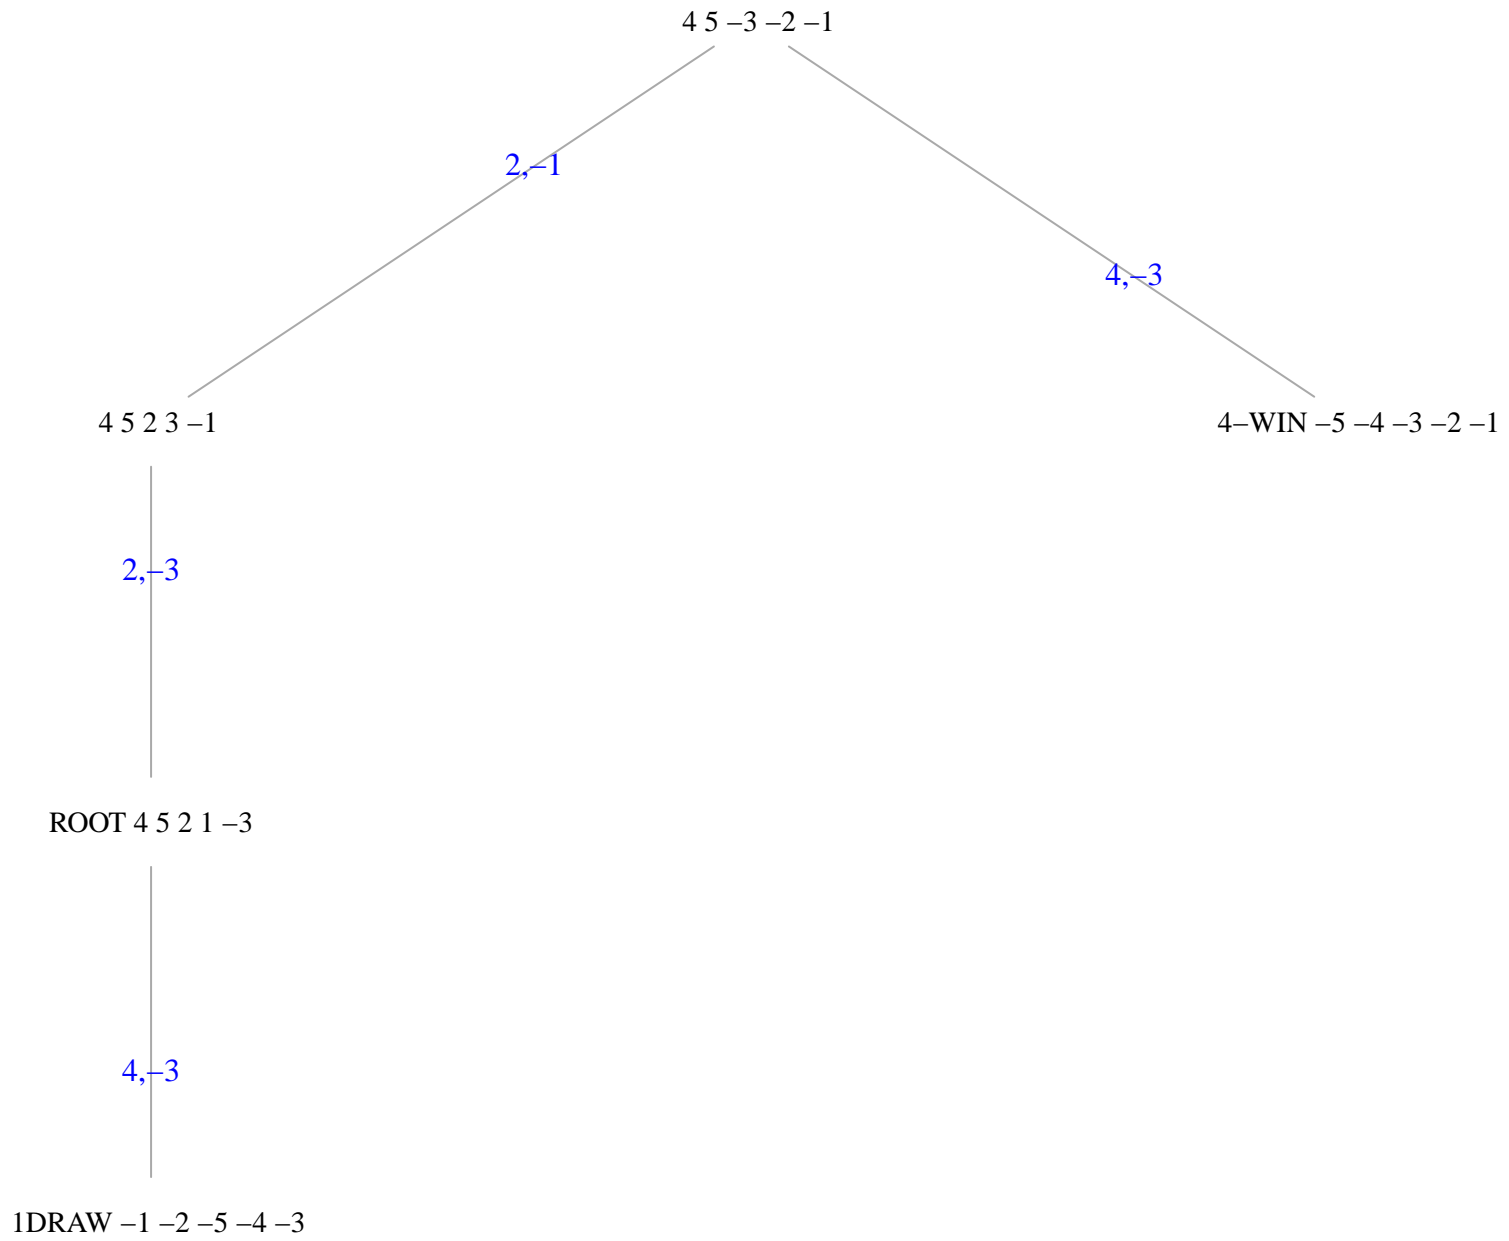 4 5 –3 –2 –1
2,–1
4,–3
4 5 2 3 –1
4–WIN –5 –4 –3 –2 –1
2,–3
ROOT 4 5 2 1 –3
4,–3
1DRAW –1 –2 –5 –4 –3